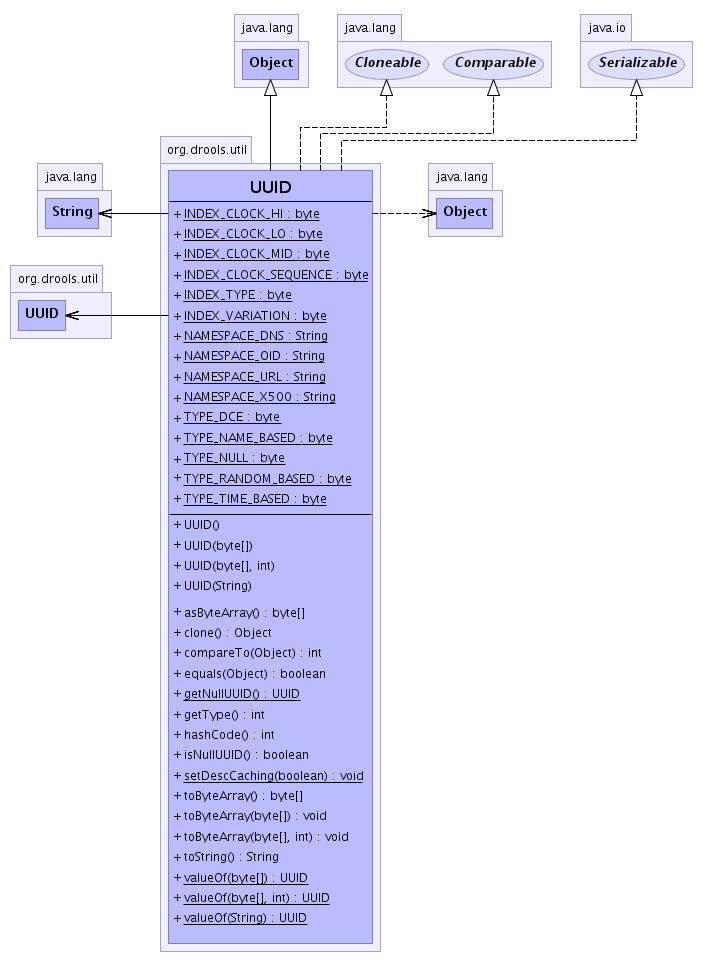 java.lang
Object
java.lang
Cloneable
Comparable
java.io
Serializable
org.drools.util
java.lang
String
java.lang
Object
org.drools.util
UUID
UUID
+ INDEX_CLOCK_HI : byte
+ INDEX_CLOCK_LO : byte
+ INDEX_CLOCK_MID : byte
+ INDEX_CLOCK_SEQUENCE : byte
+ INDEX_TYPE : byte
+ INDEX_VARIATION : byte
+ NAMESPACE_DNS : String
+ NAMESPACE_OID : String
+ NAMESPACE_URL : String
+ NAMESPACE_X500 : String
+ TYPE_DCE : byte
+ TYPE_NAME_BASED : byte
+ TYPE_NULL : byte
+ TYPE_RANDOM_BASED : byte
+ TYPE_TIME_BASED : byte
+ UUID()
+ UUID(byte[])
+ UUID(byte[], int)
+ UUID(String)
+ asByteArray() : byte[]
+ clone() : Object
+ compareTo(Object) : int
+ equals(Object) : boolean
+ getNullUUID() : UUID
+ getType() : int
+ hashCode() : int
+ isNullUUID() : boolean
+ setDescCaching(boolean) : void
+ toByteArray() : byte[]
+ toByteArray(byte[]) : void
+ toByteArray(byte[], int) : void
+ toString() : String
+ valueOf(byte[]) : UUID
+ valueOf(byte[], int) : UUID
+ valueOf(String) : UUID